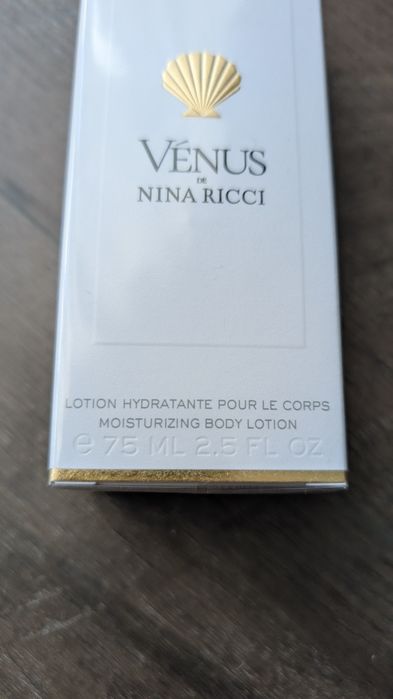 VÉNUS
DE
NINA RICCI
LOTION HYDRATANTE POUR LE CORPS
MOISTURIZING BODY LOTION
℮ 75 ML 2.5 FL OZ